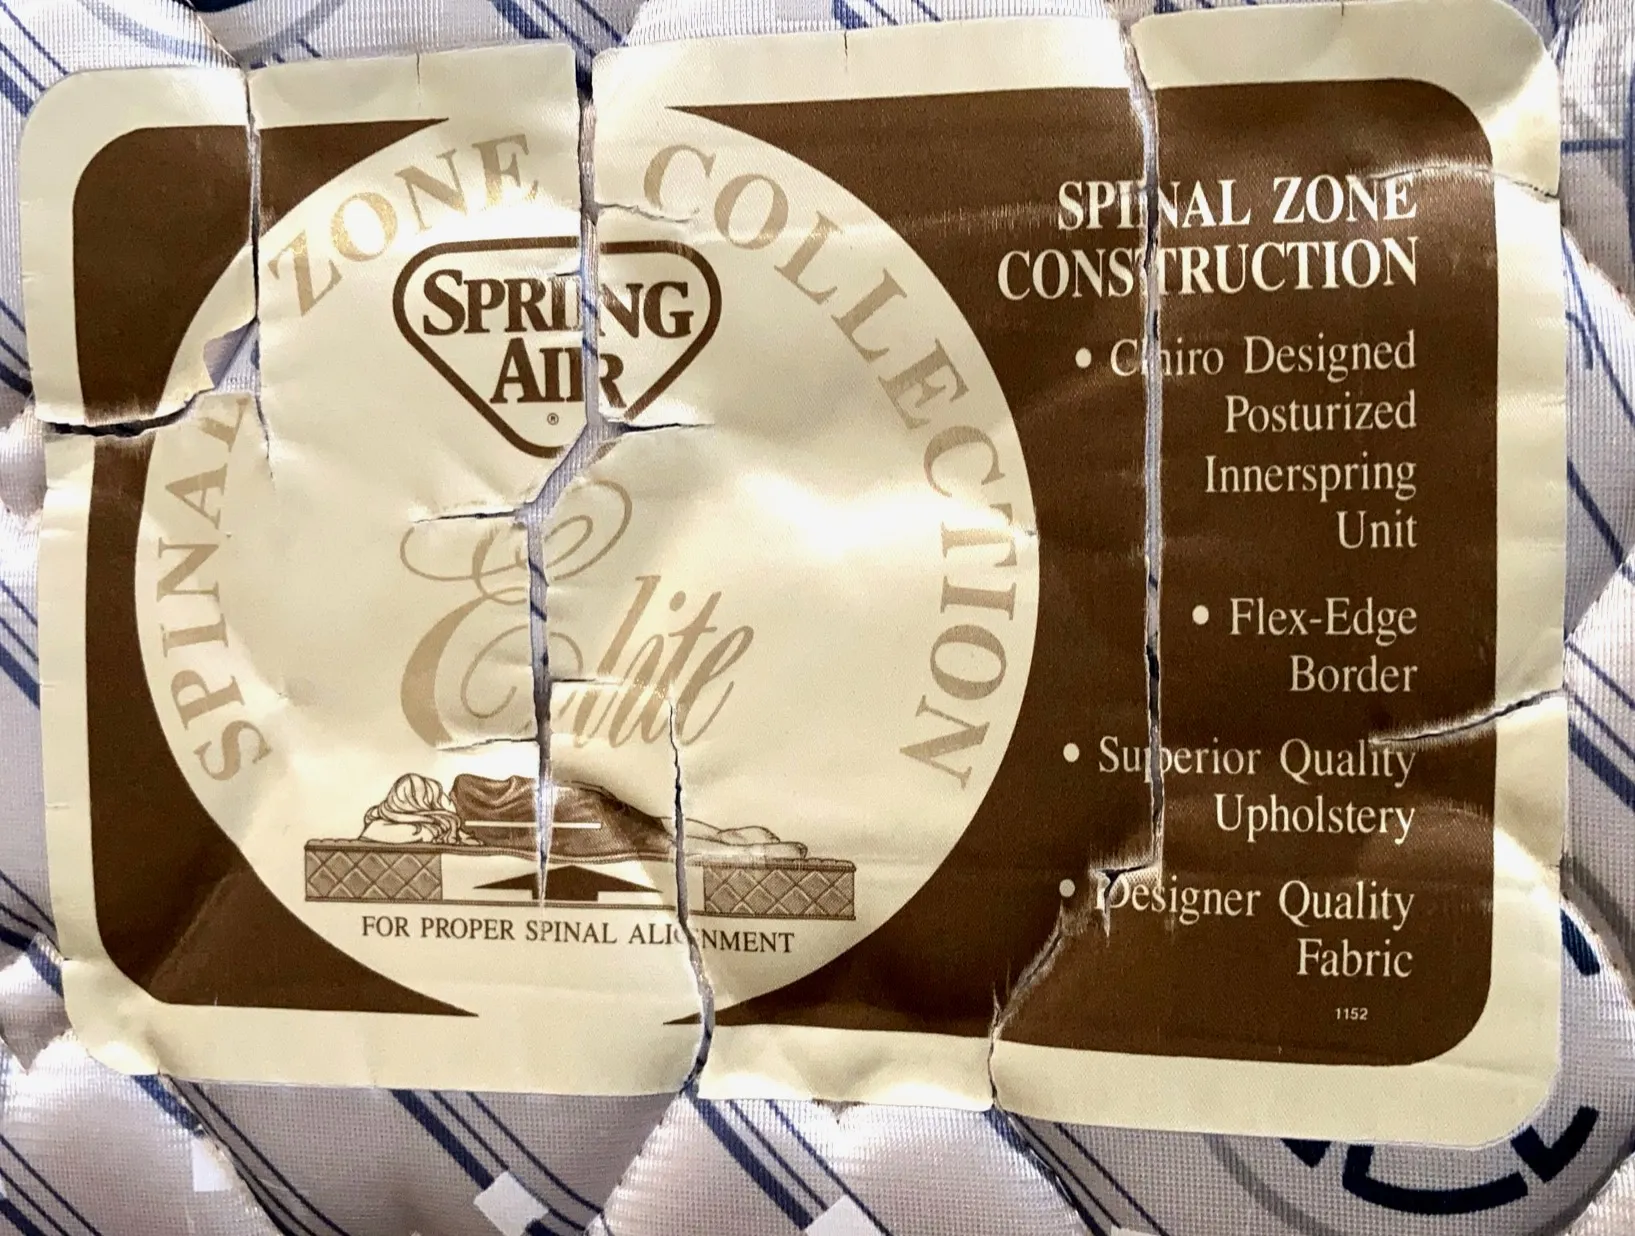 SPINAL ZONE COLLECTION
SPRING
AIR
®
Elite
FOR PROPER SPINAL ALIGNMENT
SPINAL ZONE
CONSTRUCTION
• Chiro Designed
Posturized
Innerspring
Unit
• Flex-Edge
Border
• Superior Quality
Upholstery
• Designer Quality
Fabric
1152